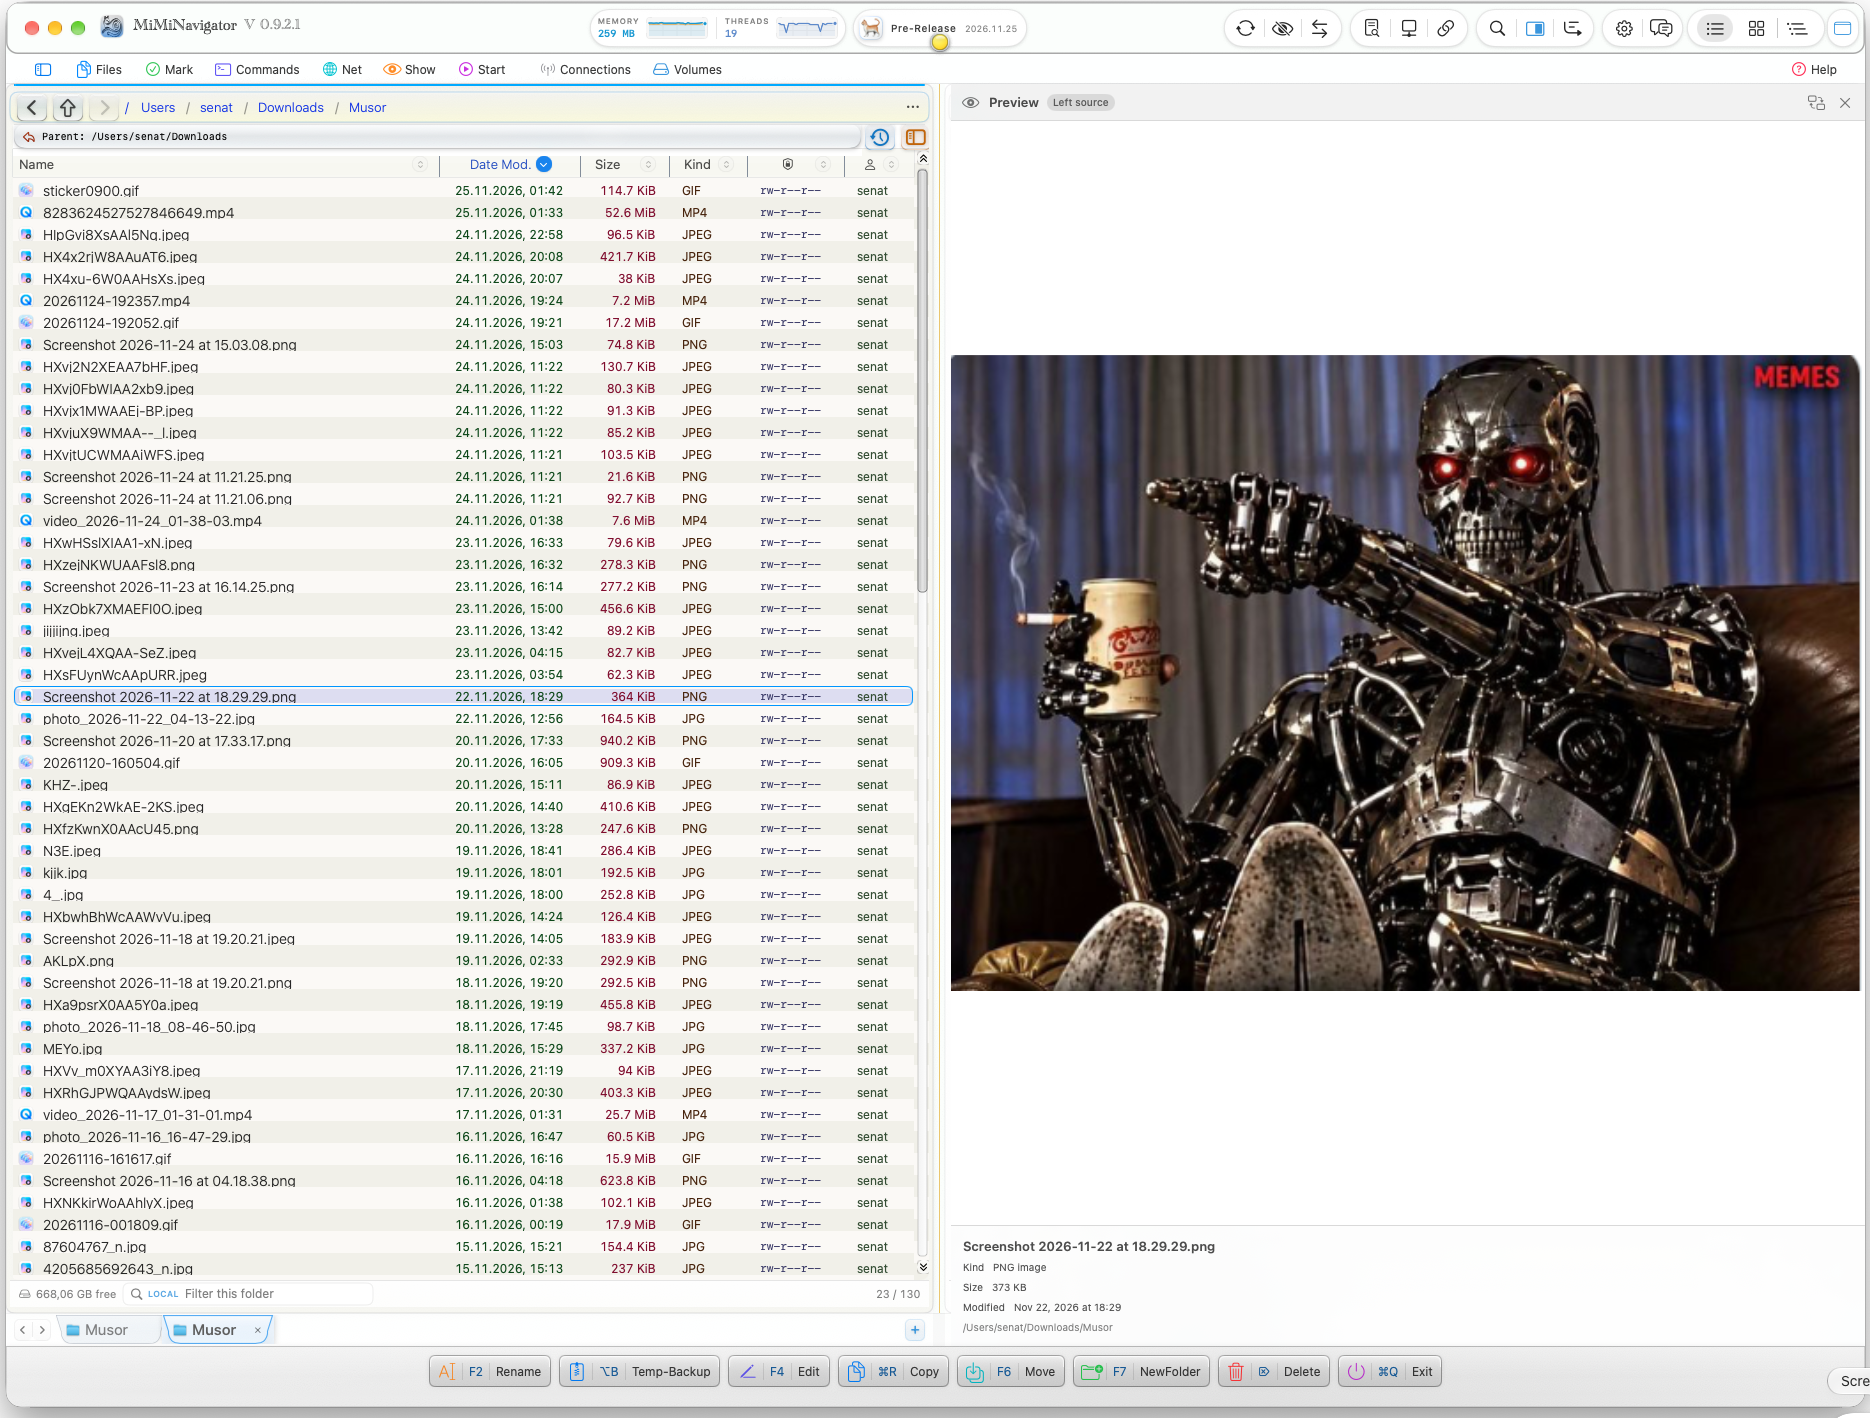 MiMiNavigator V 0.9.2.1
MEMORY
259 MB
THREADS
19
Pre-Release 2026.11.25
Files Mark Commands Net Show Start Connections Volumes Help
/ Users / senat / Downloads / Musor
Parent: /Users/senat/Downloads
Preview Left source
Name Date Mod. Size Kind
sticker0900.gif 25.11.2026, 01:42 114.7 KiB GIF rw-r--r-- senat
8283624527527846649.mp4 25.11.2026, 01:33 52.6 MiB MP4 rw-r--r-- senat
HIpGvi8XsAAI5Ng.jpeg 24.11.2026, 22:58 96.5 KiB JPEG rw-r--r-- senat
HX4x2rjW8AAuAT6.jpeg 24.11.2026, 20:08 421.7 KiB JPEG rw-r--r-- senat
HX4xu-6W0AAHsXs.jpeg 24.11.2026, 20:07 38 KiB JPEG rw-r--r-- senat
20261124-192357.mp4 24.11.2026, 19:24 7.2 MiB MP4 rw-r--r-- senat
20261124-192052.gif 24.11.2026, 19:21 17.2 MiB GIF rw-r--r-- senat
Screenshot 2026-11-24 at 15.03.08.png 24.11.2026, 15:03 74.8 KiB PNG rw-r--r-- senat
HXvj2N2XEAA7bHF.jpeg 24.11.2026, 11:22 130.7 KiB JPEG rw-r--r-- senat
HXvj0FbWIAA2xb9.jpeg 24.11.2026, 11:22 80.3 KiB JPEG rw-r--r-- senat
HXvjx1MWAAEj-BP.jpeg 24.11.2026, 11:22 91.3 KiB JPEG rw-r--r-- senat
HXvjuX9WMAA--_I.jpeg 24.11.2026, 11:22 85.2 KiB JPEG rw-r--r-- senat
HXvjtUCWMAAiWFS.jpeg 24.11.2026, 11:21 103.5 KiB JPEG rw-r--r-- senat
Screenshot 2026-11-24 at 11.21.25.png 24.11.2026, 11:21 21.6 KiB PNG rw-r--r-- senat
Screenshot 2026-11-24 at 11.21.06.png 24.11.2026, 11:21 92.7 KiB PNG rw-r--r-- senat
video_2026-11-24_01-38-03.mp4 24.11.2026, 01:38 7.6 MiB MP4 rw-r--r-- senat
HXwHSslXIAA1-xN.jpeg 23.11.2026, 16:33 79.6 KiB JPEG rw-r--r-- senat
HXzejNKWUAAFsI8.png 23.11.2026, 16:32 278.3 KiB PNG rw-r--r-- senat
Screenshot 2026-11-23 at 16.14.25.png 23.11.2026, 16:14 277.2 KiB PNG rw-r--r-- senat
HXzObk7XMAEFI0O.jpeg 23.11.2026, 15:00 456.6 KiB JPEG rw-r--r-- senat
jijjijng.jpeg 23.11.2026, 13:42 89.2 KiB JPEG rw-r--r-- senat
HXvejL4XQAA-SeZ.jpeg 23.11.2026, 04:15 82.7 KiB JPEG rw-r--r-- senat
HXsFUynWcAApURR.jpeg 23.11.2026, 03:54 62.3 KiB JPEG rw-r--r-- senat
Screenshot 2026-11-22 at 18.29.29.png 22.11.2026, 18:29 364 KiB PNG rw-r--r-- senat
photo_2026-11-22_04-13-22.jpg 22.11.2026, 12:56 164.5 KiB JPG rw-r--r-- senat
Screenshot 2026-11-20 at 17.33.17.png 20.11.2026, 17:33 940.2 KiB PNG rw-r--r-- senat
20261120-160504.gif 20.11.2026, 16:05 909.3 KiB GIF rw-r--r-- senat
KHZ-.jpeg 20.11.2026, 15:11 86.9 KiB JPEG rw-r--r-- senat
HXgEKn2WkAE-2KS.jpeg 20.11.2026, 14:40 410.6 KiB JPEG rw-r--r-- senat
HXfzKwnX0AAcU45.png 20.11.2026, 13:28 247.6 KiB PNG rw-r--r-- senat
N3E.jpeg 19.11.2026, 18:41 286.4 KiB JPEG rw-r--r-- senat
kjjk.jpg 19.11.2026, 18:01 192.5 KiB JPG rw-r--r-- senat
4_.jpg 19.11.2026, 18:00 252.8 KiB JPG rw-r--r-- senat
HXbwhBhWcAAWvVu.jpeg 19.11.2026, 14:24 126.4 KiB JPEG rw-r--r-- senat
Screenshot 2026-11-18 at 19.20.21.jpeg 19.11.2026, 14:05 183.9 KiB JPEG rw-r--r-- senat
AKLpX.png 19.11.2026, 02:33 292.9 KiB PNG rw-r--r-- senat
Screenshot 2026-11-18 at 19.20.21.png 18.11.2026, 19:20 292.5 KiB PNG rw-r--r-- senat
HXa9psrX0AA5Y0a.jpeg 18.11.2026, 19:19 455.8 KiB JPEG rw-r--r-- senat
photo_2026-11-18_08-46-50.jpg 18.11.2026, 17:45 98.7 KiB JPG rw-r--r-- senat
MEYo.jpg 18.11.2026, 15:29 337.2 KiB JPG rw-r--r-- senat
HXVv_m0XYAA3iY8.jpeg 17.11.2026, 21:19 94 KiB JPEG rw-r--r-- senat
HXRhGJPWQAAydsW.jpeg 17.11.2026, 20:30 403.3 KiB JPEG rw-r--r-- senat
video_2026-11-17_01-31-01.mp4 17.11.2026, 01:31 25.7 MiB MP4 rw-r--r-- senat
photo_2026-11-16_16-47-29.jpg 16.11.2026, 16:47 60.5 KiB JPG rw-r--r-- senat
20261116-161617.gif 16.11.2026, 16:16 15.9 MiB GIF rw-r--r-- senat
Screenshot 2026-11-16 at 04.18.38.png 16.11.2026, 04:18 623.8 KiB PNG rw-r--r-- senat
HXNKkirWoAAhlyX.jpeg 16.11.2026, 01:38 102.1 KiB JPEG rw-r--r-- senat
20261116-001809.gif 16.11.2026, 00:19 17.9 MiB GIF rw-r--r-- senat
87604767_n.jpg 15.11.2026, 15:21 154.4 KiB JPG rw-r--r-- senat
4205685692643_n.jpg 15.11.2026, 15:13 237 KiB JPG rw-r--r-- senat
668,06 GB free LOCAL Filter this folder 23 / 130
Musor Musor
MEMES
Screenshot 2026-11-22 at 18.29.29.png
Kind PNG image
Size 373 KB
Modified Nov 22, 2026 at 18:29
/Users/senat/Downloads/Musor
F2 Rename ⌥B Temp-Backup F4 Edit ⌘R Copy F6 Move F7 NewFolder Delete ⌘Q Exit
Scre